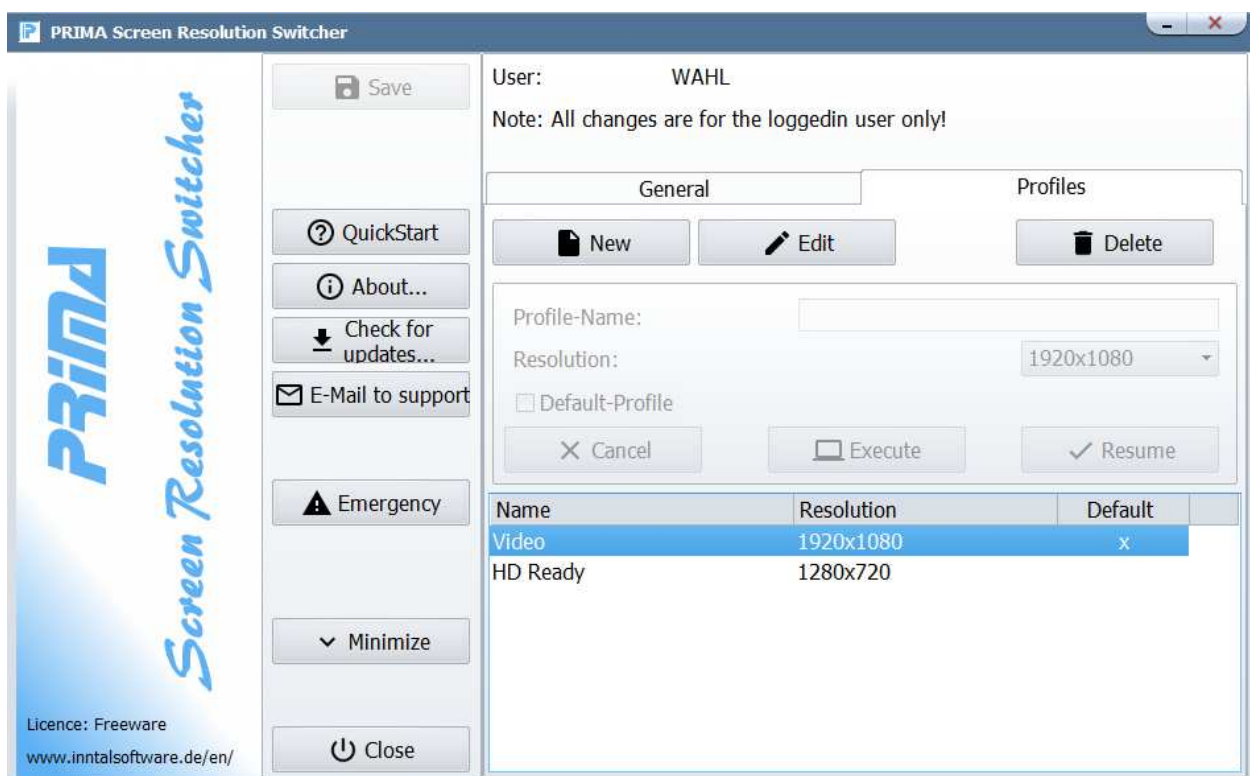 PRIMA Screen Resolution Switcher
PRIMA
Screen Resolution Switcher
Licence: Freeware
www.inntalsoftware.de/en/
Save
QuickStart
About...
Check for
updates...
E-Mail to support
Emergency
Minimize
Close
User: WAHL
Note: All changes are for the loggedin user only!
General Profiles
New Edit Delete
Profile-Name:
Resolution: 1920x1080
Default-Profile
Cancel Execute Resume
Name Resolution Default
Video 1920x1080 x
HD Ready 1280x720